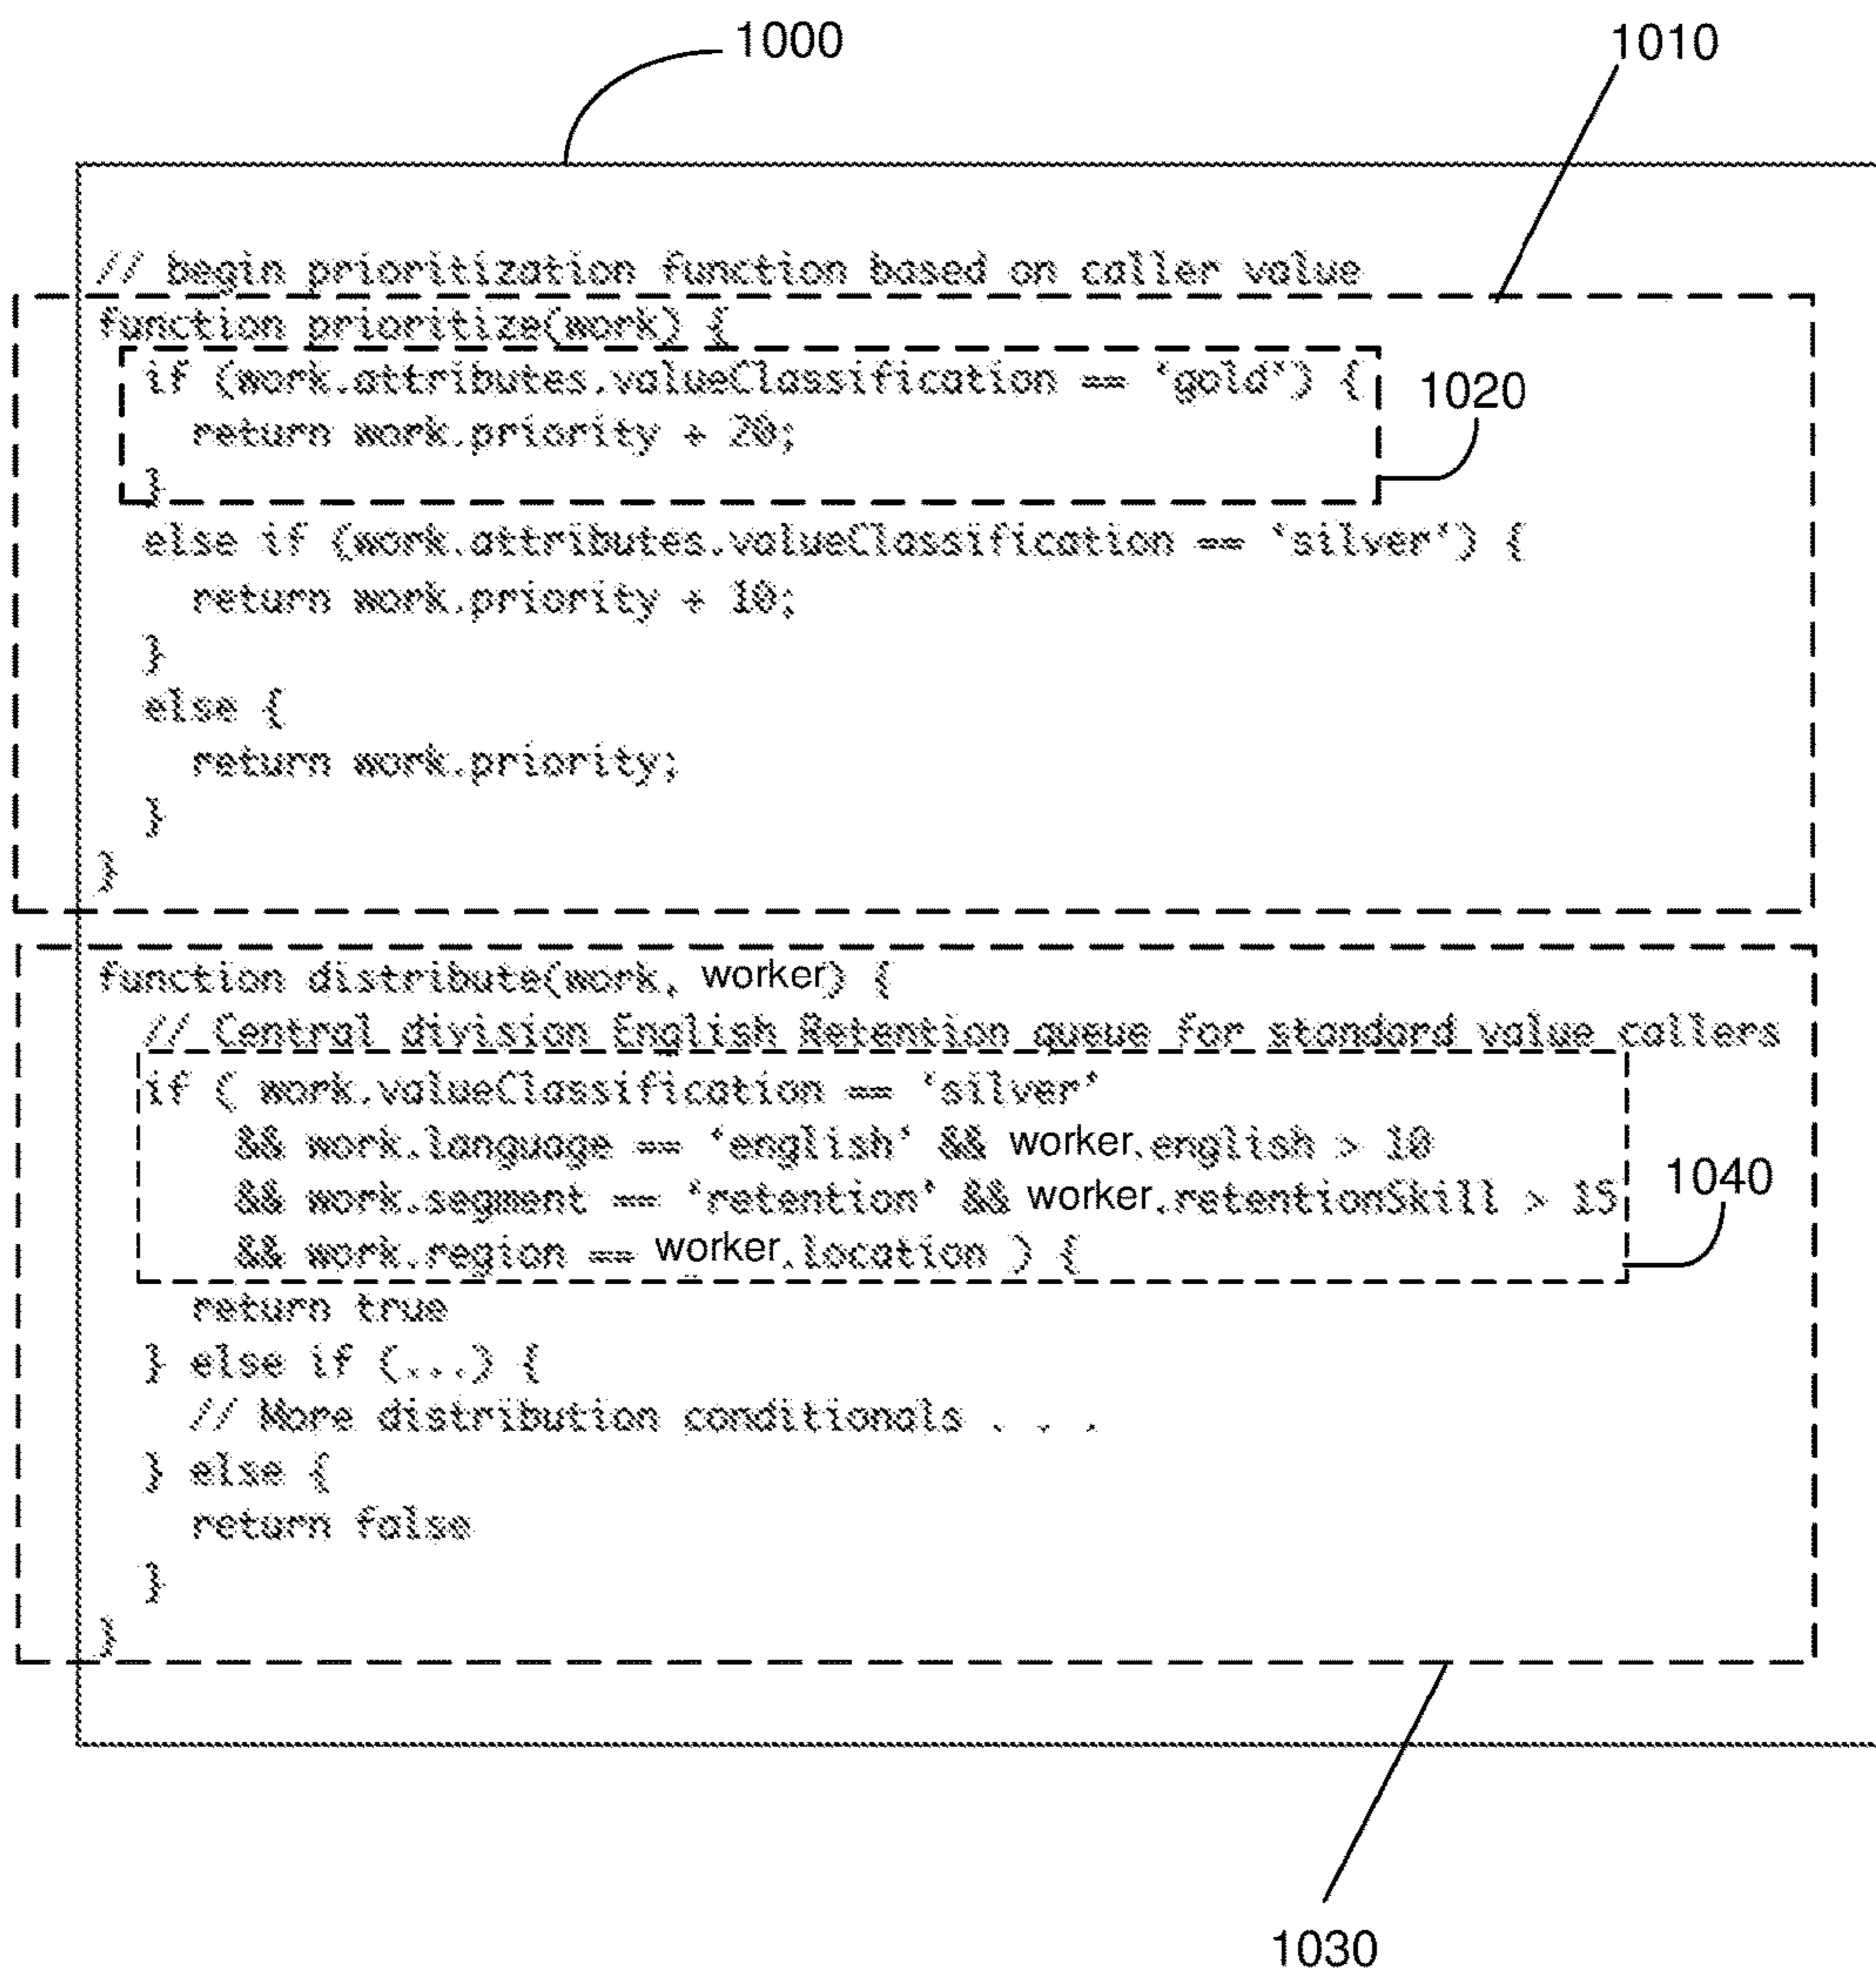 1000
1010
// begin prioritization function based on caller value
function prioritize(work) {
if (work.attributes.valueClassification == ‘gold’) {
1020
return work.priority + 20;
}
else if (work.attributes.valueClassification == ‘silver’) {
return work.priority + 10;
}
else {
return work.priority;
}
}
function distribute(work, worker) {
// Central division English Retention queue for standard value callers
if ( work.valueClassification == ‘silver’
&& work.language == ‘english’ && worker.english > 10
&& work.segment == ‘retention’ && worker.retentionSkill > 15
1040
&& work.region == worker.location ) {
return true
} else if (...) {
// More distribution conditionals . . .
} else {
return false
}
}
1030